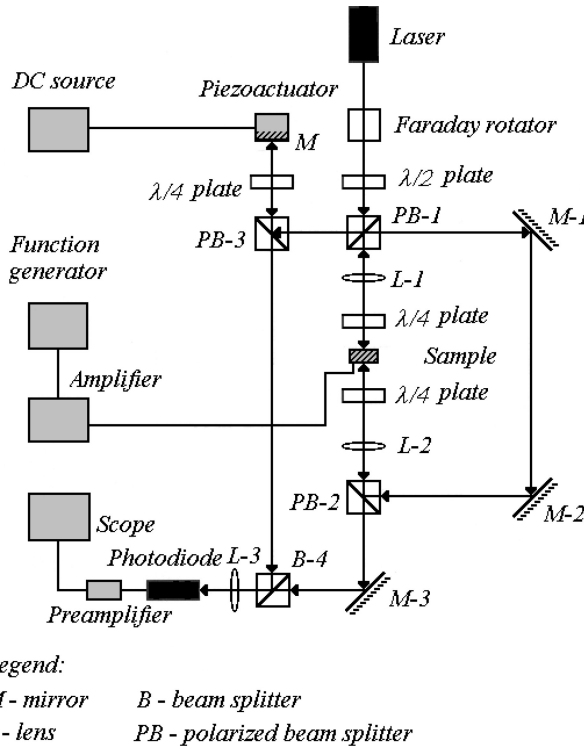 Laser
DC source
Piezoactuator
Faraday rotator
M
λ/4 plate
λ/2 plate
PB-3
PB-1
M-1
Function
generator
L-1
λ/4 plate
Sample
Amplifier
λ/4 plate
L-2
PB-2
M-2
Scope
Photodiode
L-3
B-4
Preamplifier
M-3
egend:
M - mirror
B - beam splitter
- lens
PB - polarized beam splitter